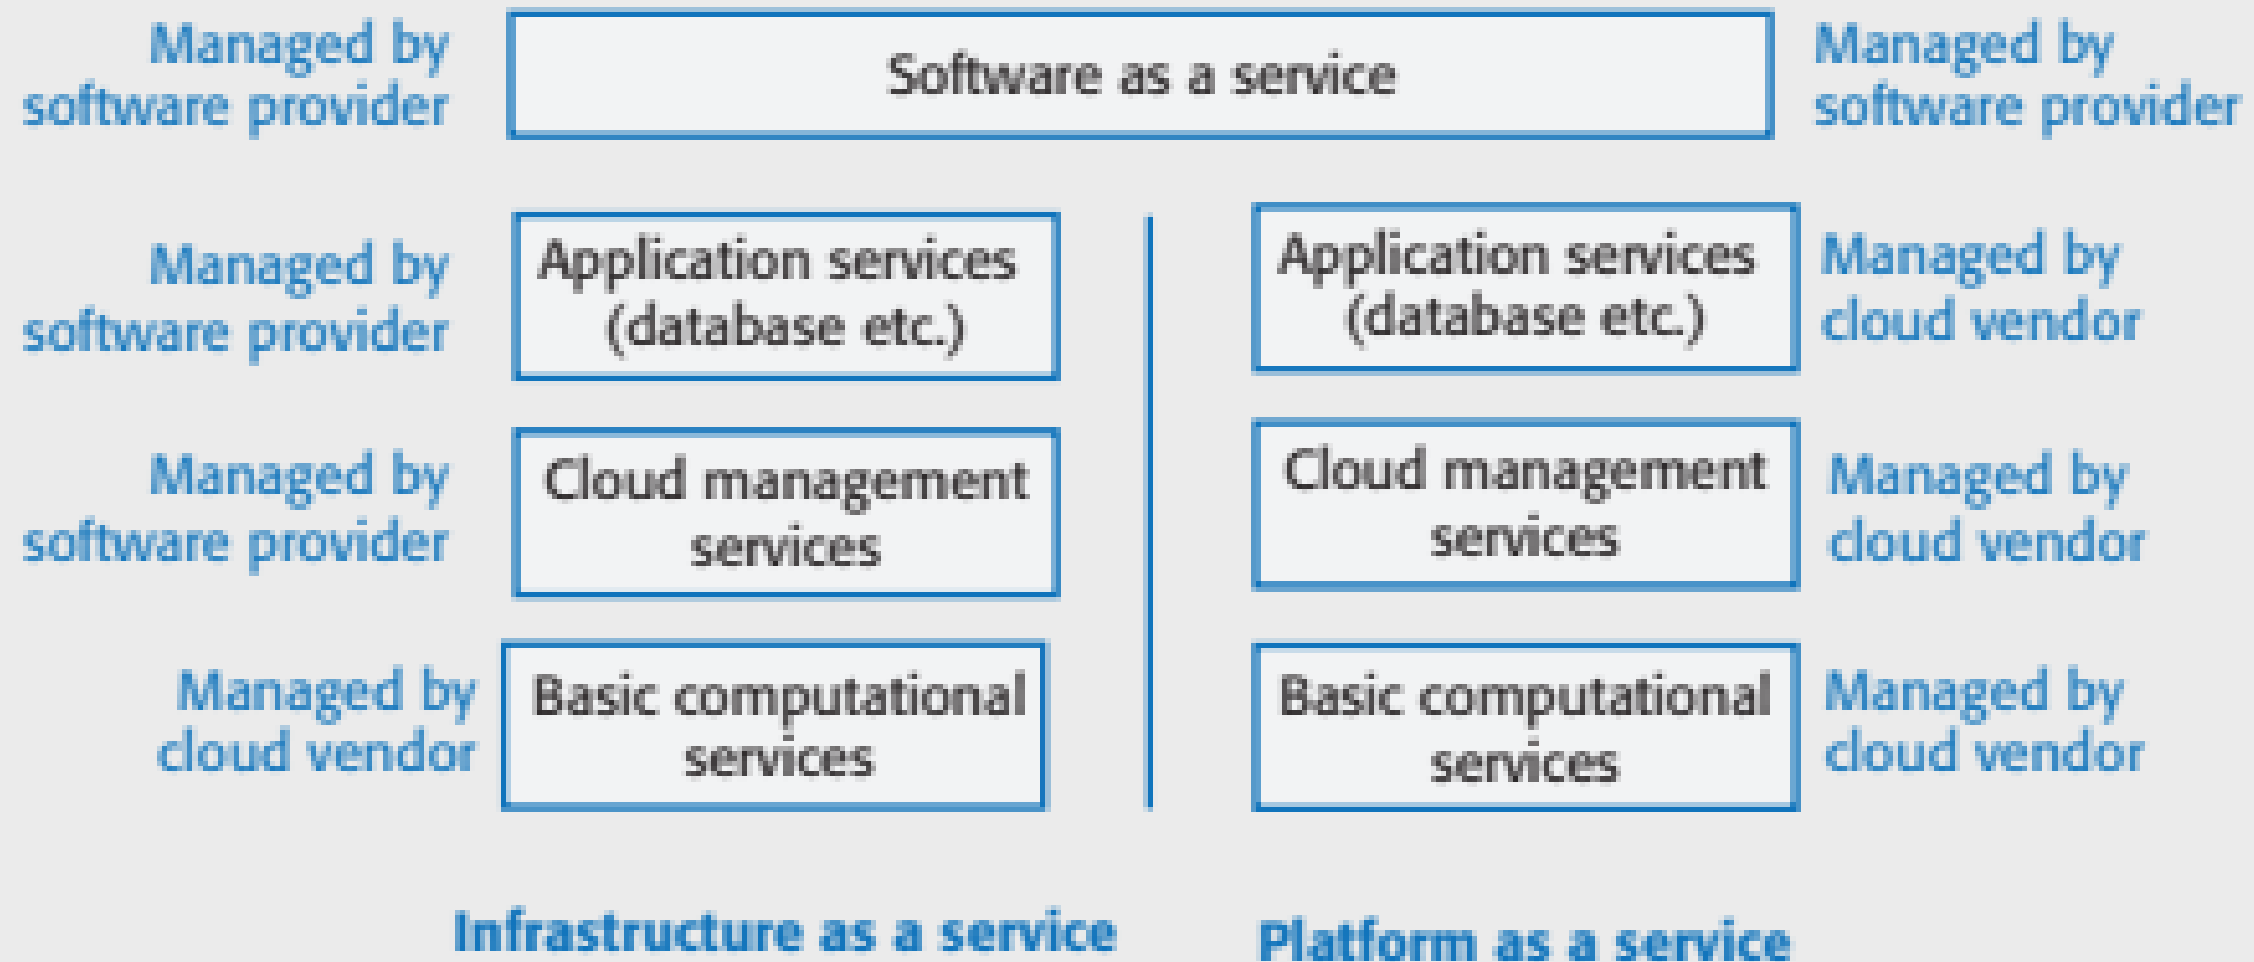 Managed by
software provider
Software as a service
Managed by
software provider
Managed by
software provider
Application services
(database etc.)
Application services
(database etc.)
Managed by
cloud vendor
Managed by
software provider
Cloud management
services
Cloud management
services
Managed by
cloud vendor
Managed by
cloud vendor
Basic computational
services
Basic computational
services
Managed by
cloud vendor
Infrastructure as a service
Platform as a service